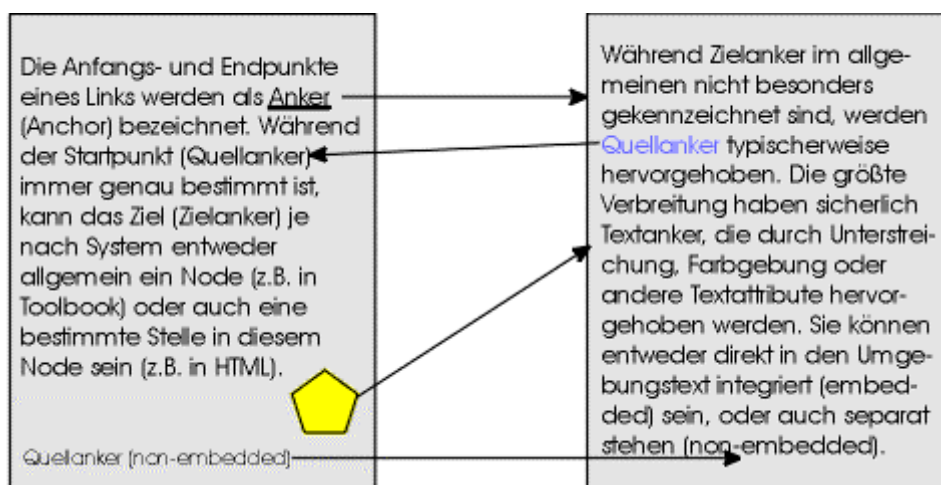 Die Anfangs- und Endpunkte
eines Links werden als Anker
(Anchor) bezeichnet. Während
der Startpunkt (Quellanker)
immer genau bestimmt ist,
kann das Ziel (Zielanker) je
nach System entweder
allgemein ein Node (z.B. in
Toolbook) oder auch eine
bestimmte Stelle in diesem
Node sein (z.B. in HTML).
Quellanker (non-embedded)
Während Zielanker im allge-
meinen nicht besonders
gekennzeichnet sind, werden
Quellanker typischerweise
hervorgehoben. Die größte
Verbreitung haben sicherlich
Textanker, die durch Unterstrei-
chung, Farbgebung oder
andere Textattribute hervor-
gehoben werden. Sie können
entweder direkt in den Umge-
bungstext integriert (embed-
ded) sein, oder auch separat
stehen (non-embedded).